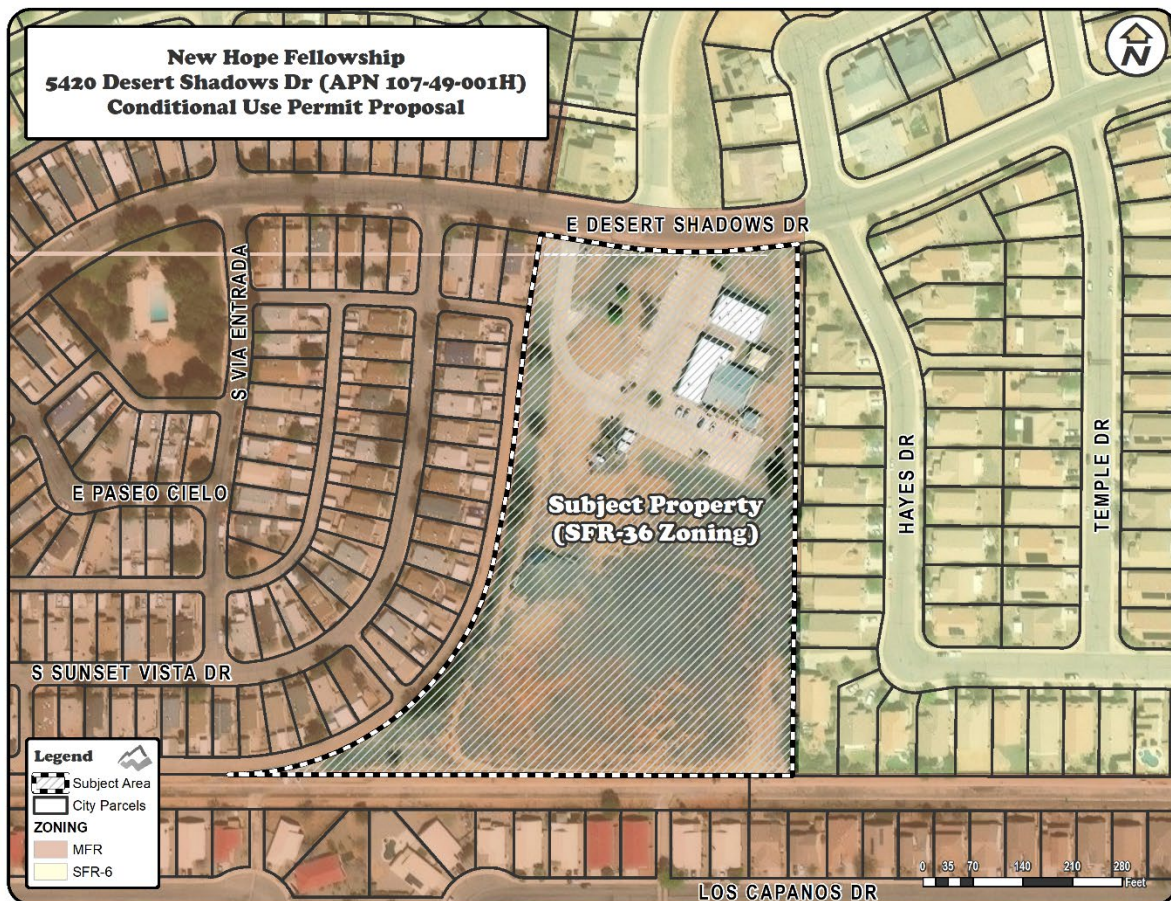 New Hope Fellowship
5420 Desert Shadows Dr (APN 107-49-001H)
Conditional Use Permit Proposal
N
E DESERT SHADOWS DR
S VIA ENTRADA
E PASEO CIELO
HAYES DR
TEMPLE DR
Subject Property
(SFR-36 Zoning)
S SUNSET VISTA DR
Legend
Subject Area
City Parcels
ZONING
MFR
SFR-6
0 35 70 140 210 280
Feet
LOS CAPANOS DR